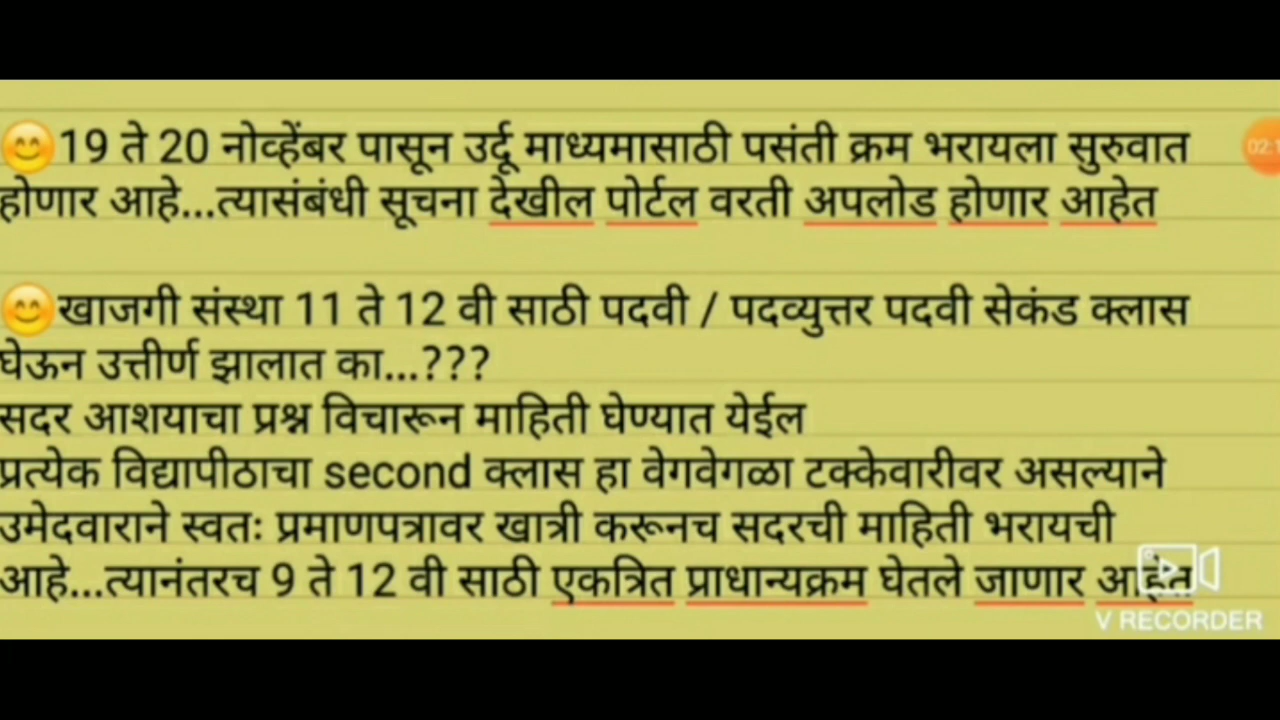 😊19 ते 20 नोव्हेंबर पासून उर्दू माध्यमासाठी पसंती क्रम भरायला सुरुवात
होणार आहे...त्यासंबंधी सूचना देखील पोर्टल वरती अपलोड होणार आहेत
😊खाजगी संस्था 11 ते 12 वी साठी पदवी / पदव्युत्तर पदवी सेकंड क्लास
घेऊन उत्तीर्ण झालात का...???
सदर आशयाचा प्रश्न विचारून माहिती घेण्यात येईल
प्रत्येक विद्यापीठाचा second क्लास हा वेगवेगळा टक्केवारीवर असल्याने
उमेदवाराने स्वतः प्रमाणपत्रावर खात्री करूनच सदरची माहिती भरायची
आहे...त्यानंतरच 9 ते 12 वी साठी एकत्रित प्राधान्यक्रम घेतले जाणार आहेत
V RECORDER